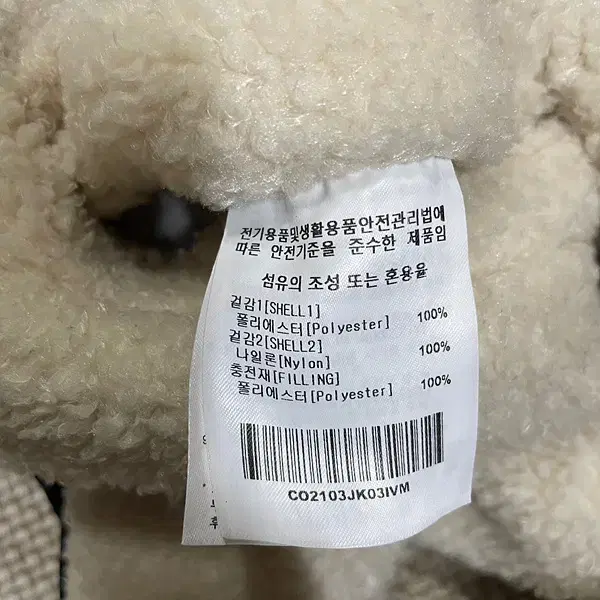 전기용품및생활용품안전관리법에
따른 안전기준을 준수한 제품임
섬유의 조성 또는 혼용율
겉감1[SHELL1]
폴리에스터[Polyester] 100%
겉감2[SHELL2]
나일론[Nylon] 100%
충전재[FILLING]
폴리에스터[Polyester] 100%
CO2103JK03IVM